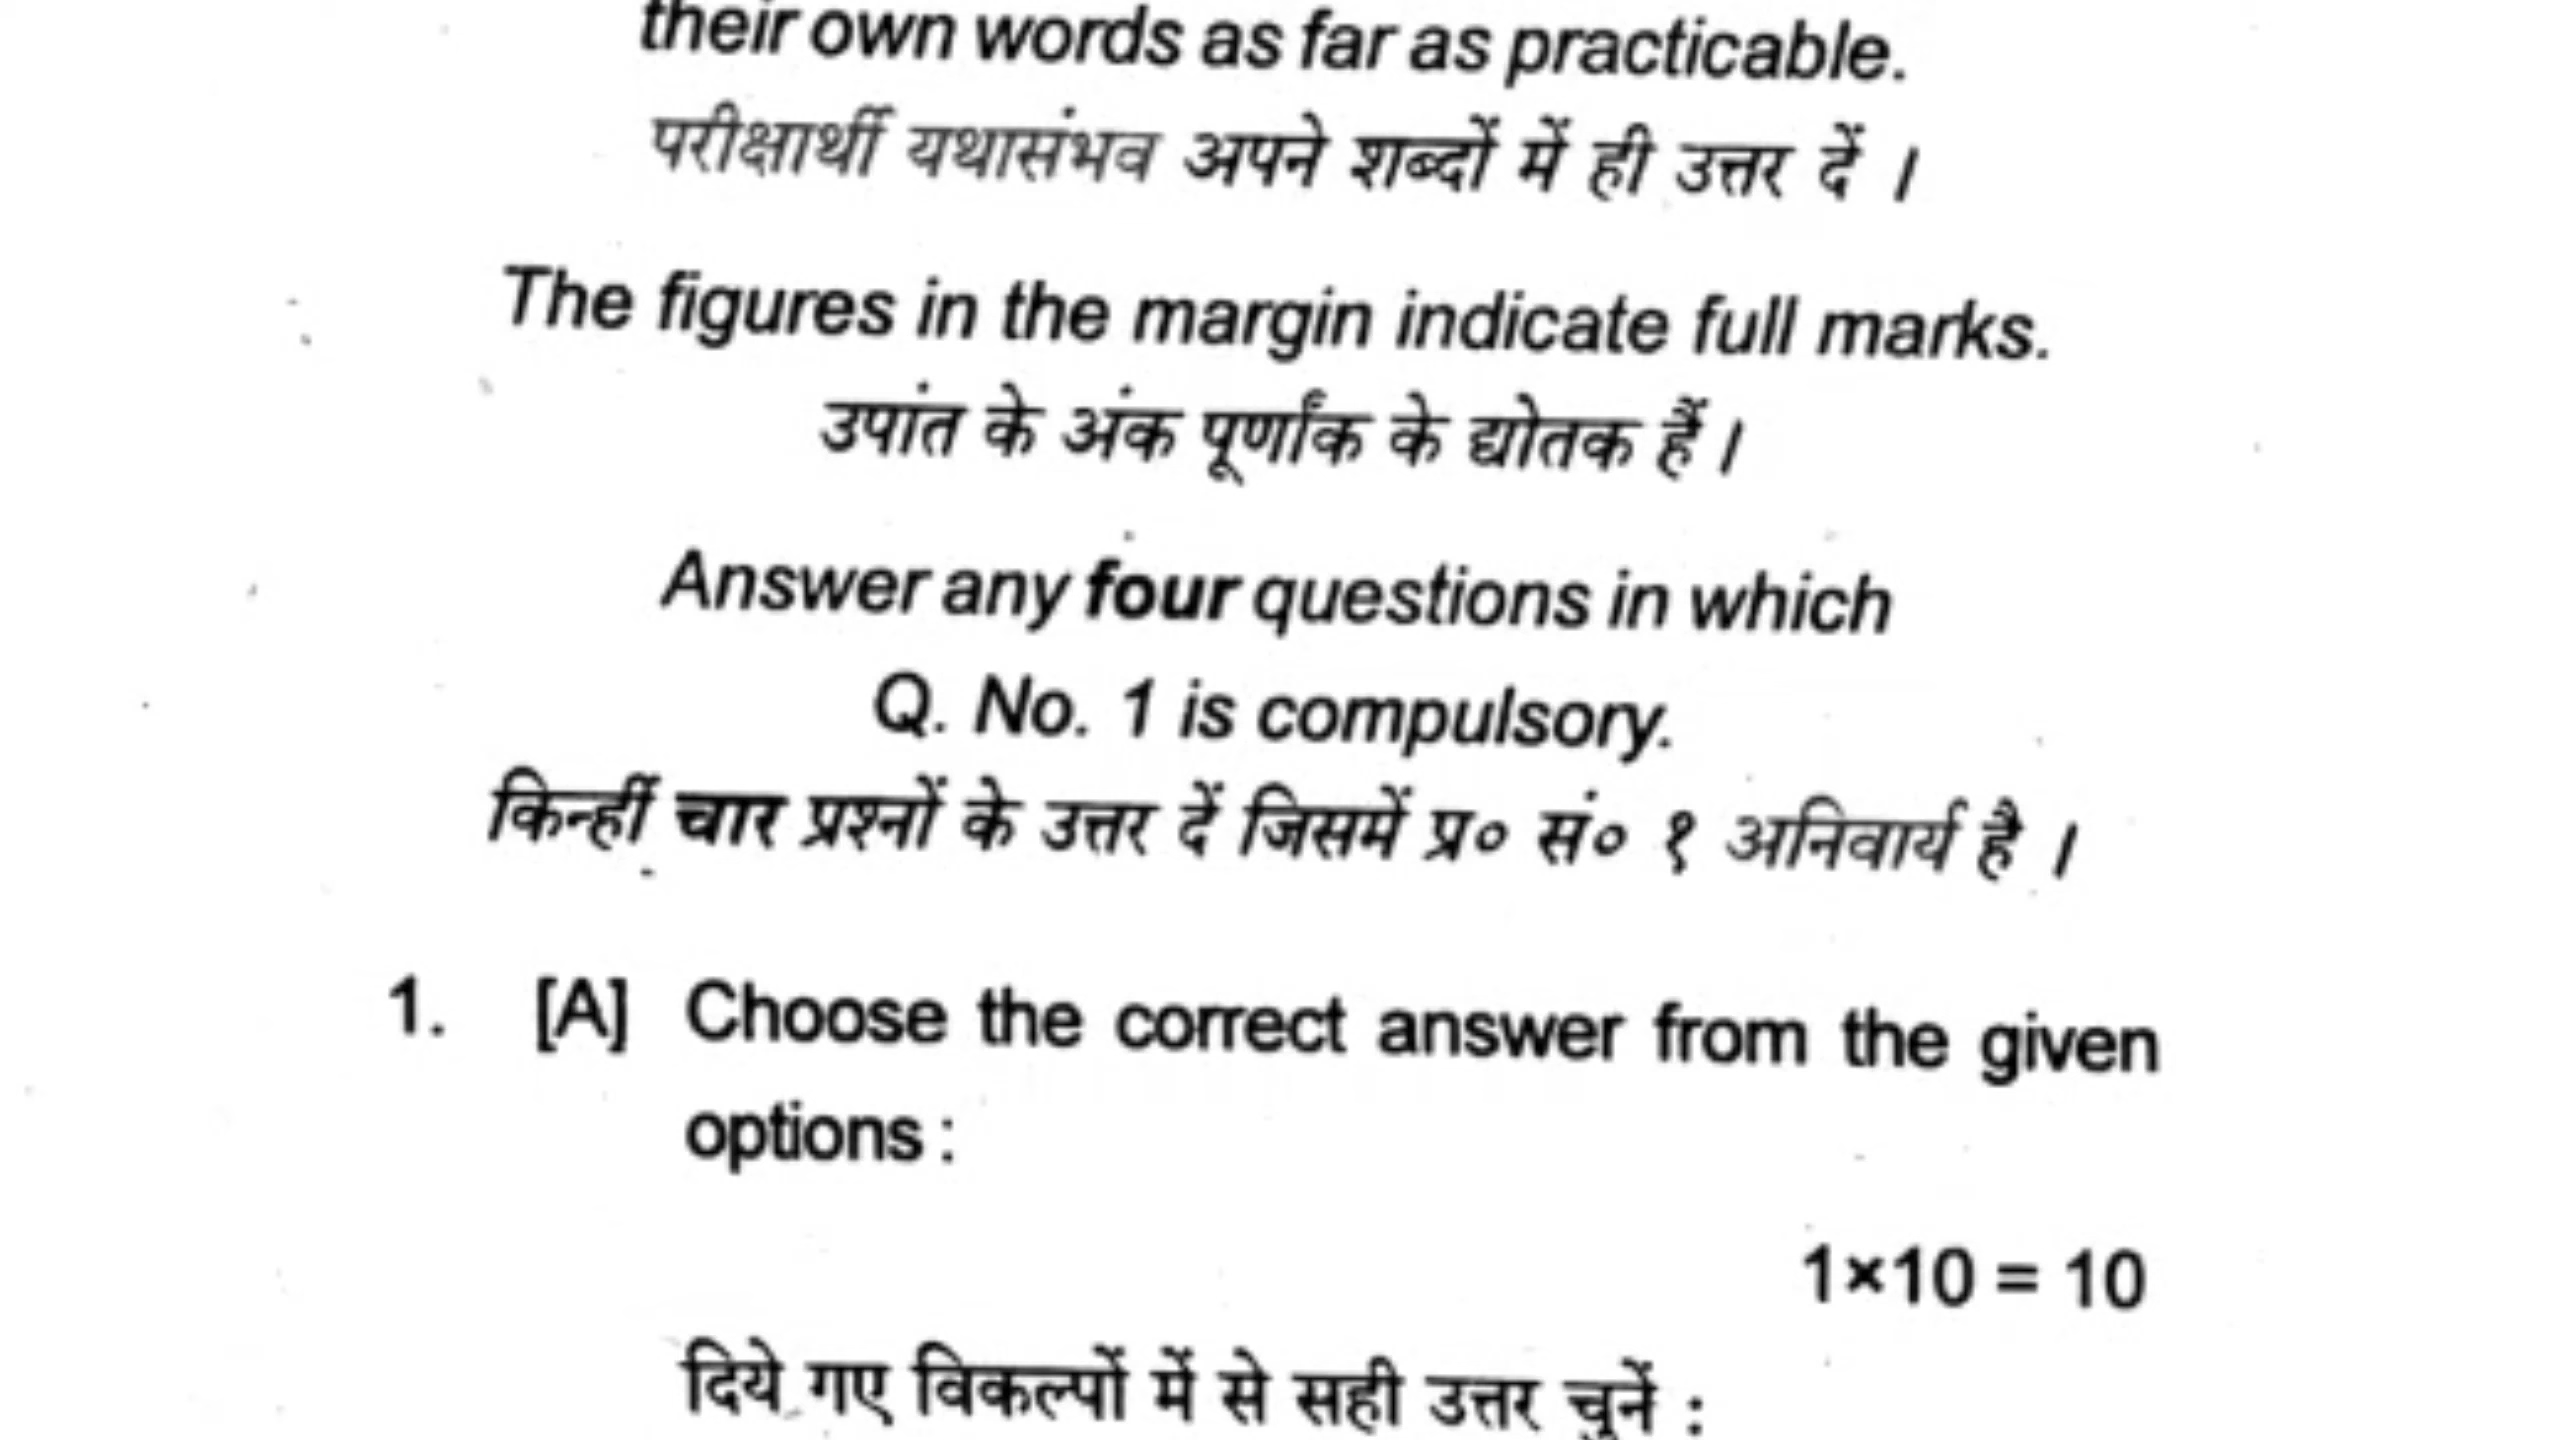 their own words as far as practicable.
परीक्षार्थी यथासंभव अपने शब्दों में ही उत्तर दें ।
The figures in the margin indicate full marks.
उपांत के अंक पूर्णांक के द्योतक हैं ।
Answer any four questions in which
Q. No. 1 is compulsory.
किन्हीं चार प्रश्नों के उत्तर दें जिसमें प्र० सं० १ अनिवार्य है ।
1. [A] Choose the correct answer from the given
options :
1×10 = 10
दिये गए विकल्पों में से सही उत्तर चुनें :